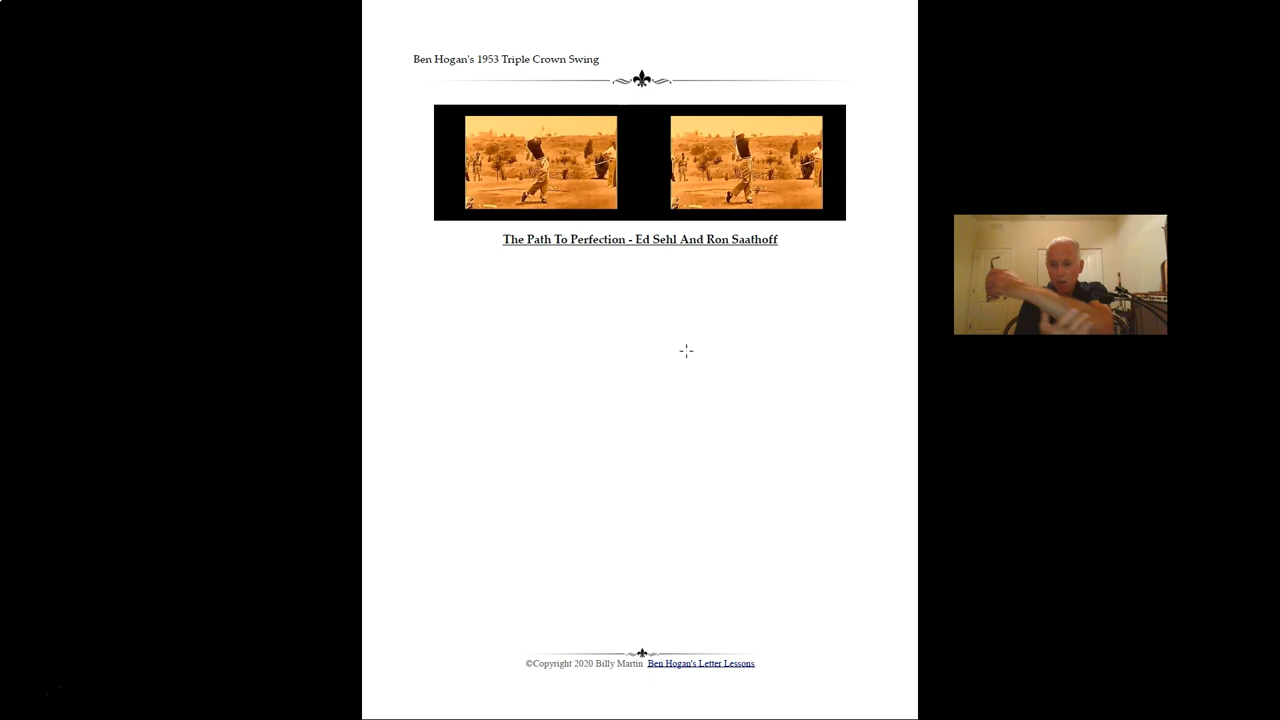 Ben Hogan's 1953 Triple Crown Swing
The Path To Perfection - Ed Sehl And Ron Saathoff
©Copyright 2020 Billy Martin Ben Hogan's Letter Lessons